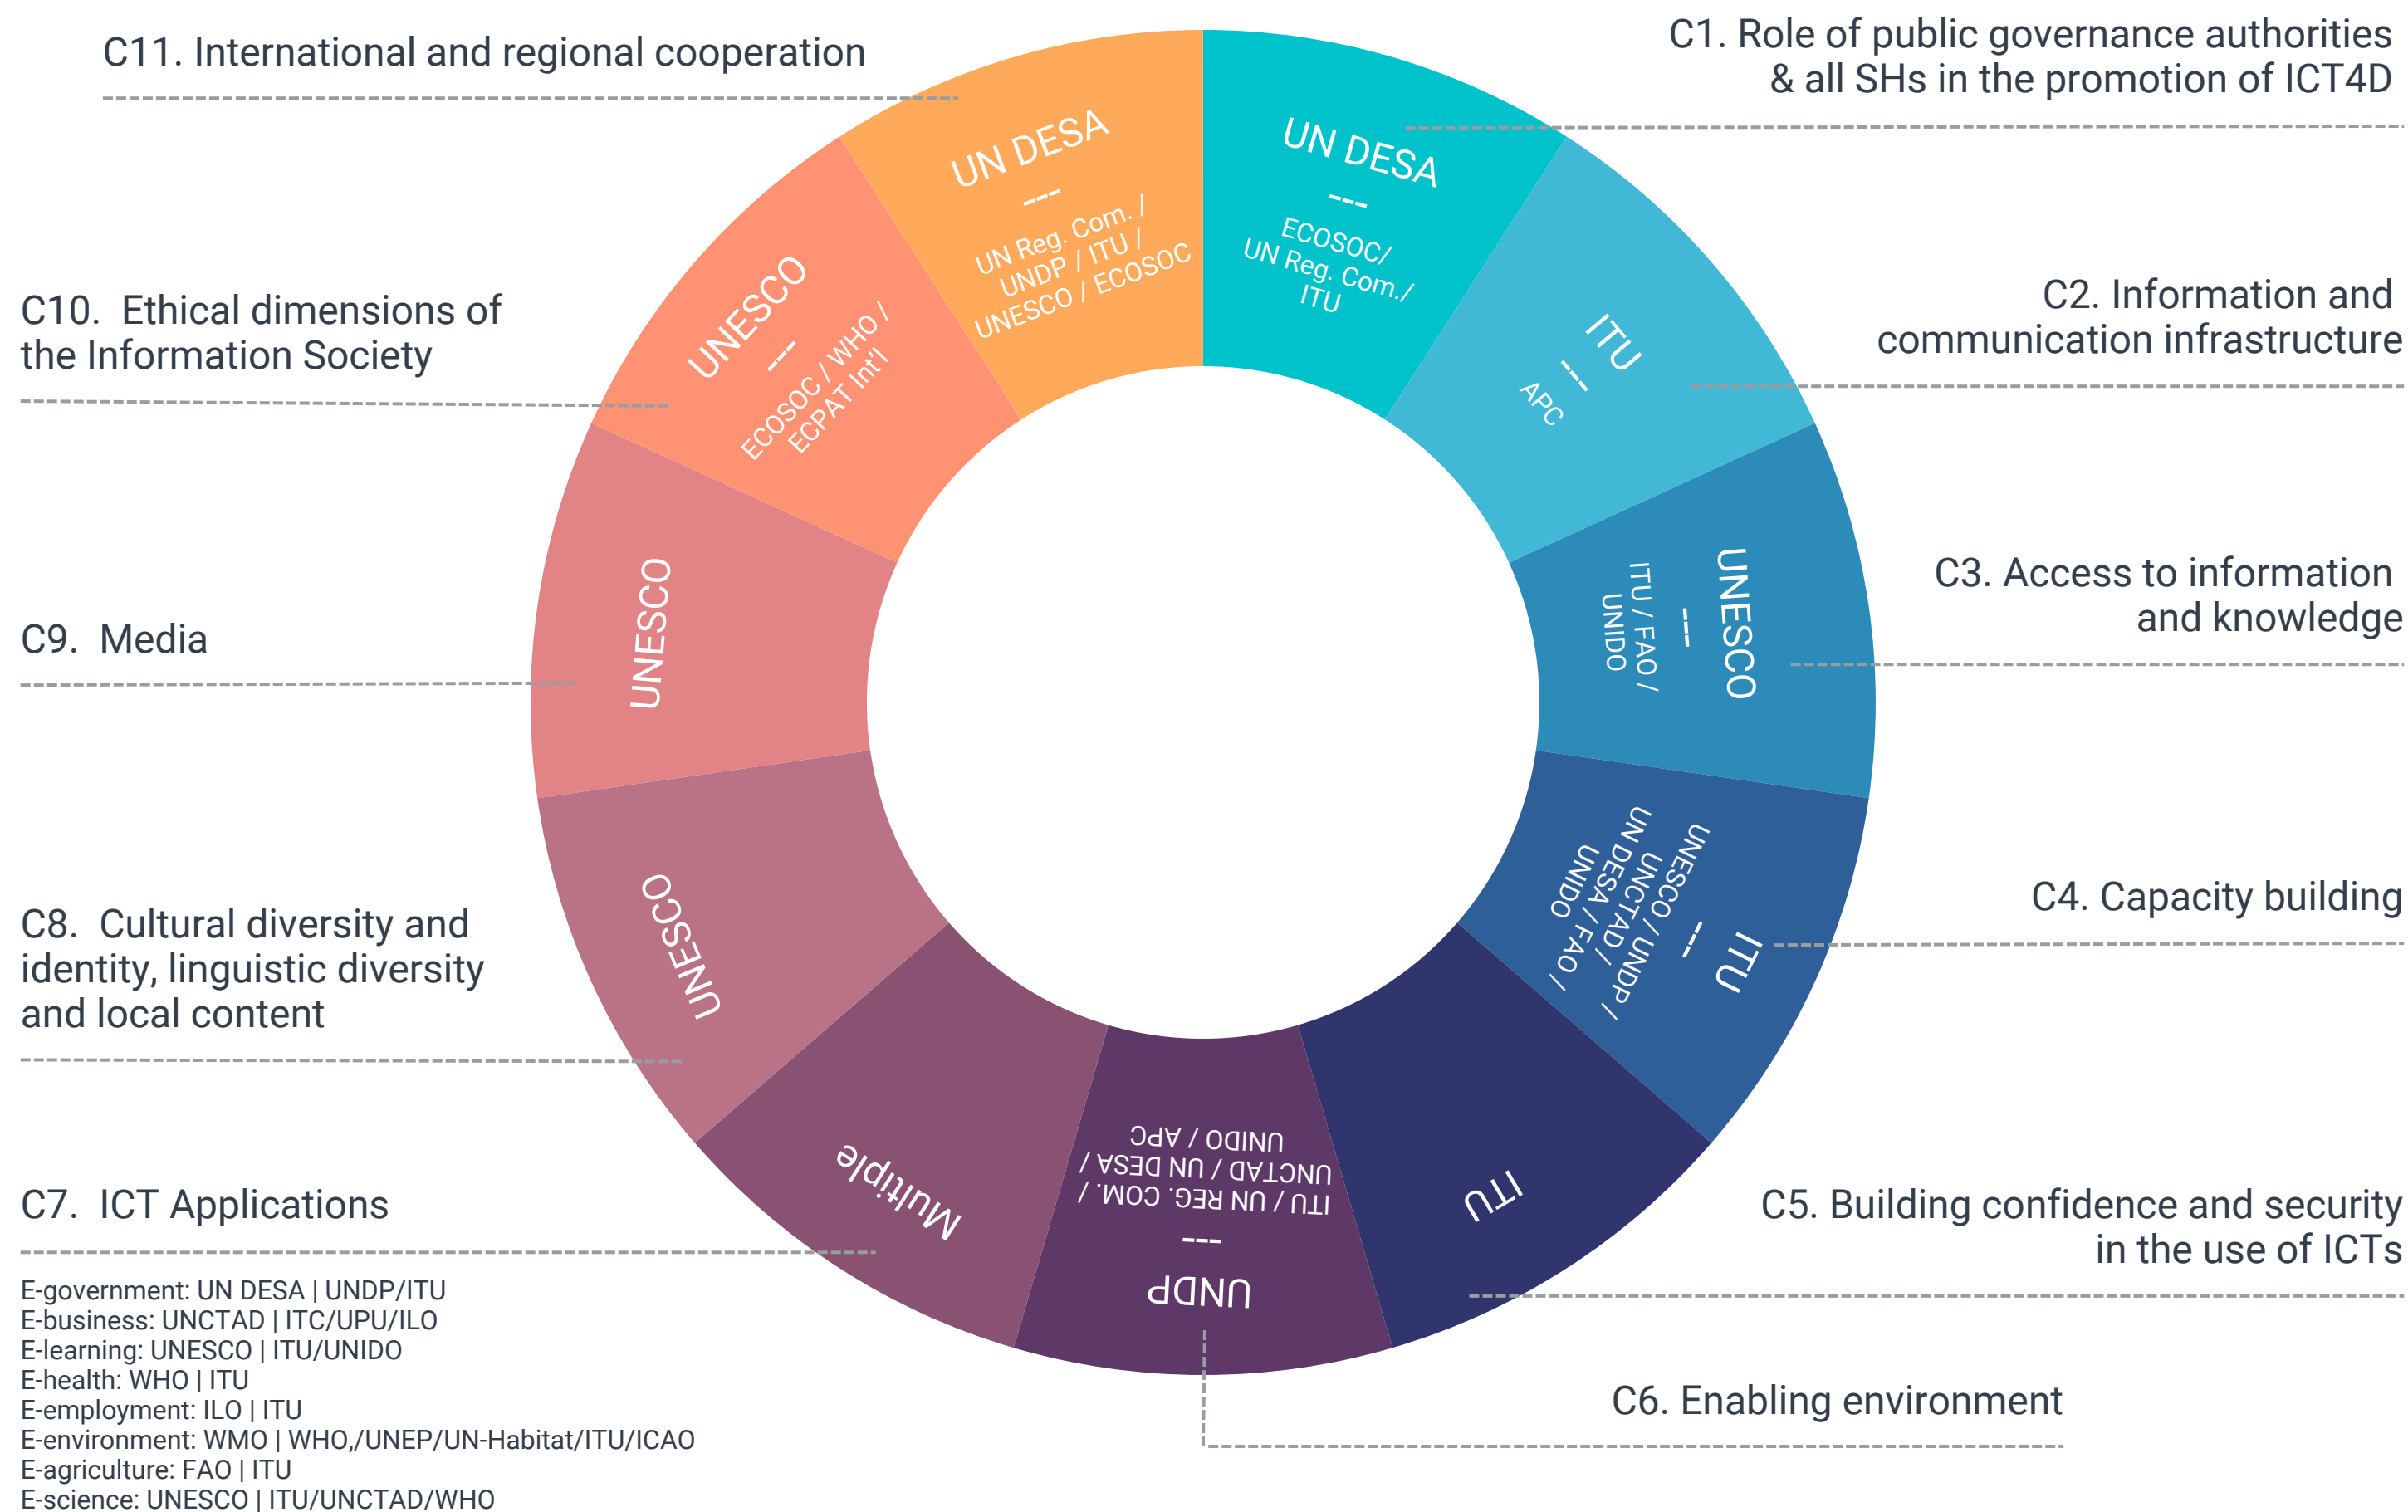 C1. Role of public governance authorities
& all SHs in the promotion of ICT4D
UN DESA
---
ECOSOC/
UN Reg. Com./
ITU
C2. Information and
communication infrastructure
ITU
---
APC
C3. Access to information
and knowledge
UNESCO
---
ITU / FAO /
UNIDO
C4. Capacity building
ITU
---
UNESCO / UNDP /
UNCTAD /
UN DESA / FAO /
UNIDO
C5. Building confidence and security
in the use of ICTs
ITU
C6. Enabling environment
UNDP
---
ITU / UN REG. COM. /
UNCTAD / UN DESA /
UNIDO / APC
C7.  ICT Applications
Multiple
E-government: UN DESA | UNDP/ITU
E-business: UNCTAD | ITC/UPU/ILO
E-learning: UNESCO | ITU/UNIDO
E-health: WHO | ITU
E-employment: ILO | ITU
E-environment: WMO | WHO,/UNEP/UN-Habitat/ITU/ICAO
E-agriculture: FAO | ITU
E-science: UNESCO | ITU/UNCTAD/WHO
C8.  Cultural diversity and
identity, linguistic diversity
and local content
UNESCO
C9.  Media
UNESCO
C10.  Ethical dimensions of
the Information Society
UNESCO
---
ECOSOC / WHO /
ECPAT Int'l
C11. International and regional cooperation
UN DESA
---
UN Reg. Com. /
UNDP / ITU /
UNESCO / ECOSOC